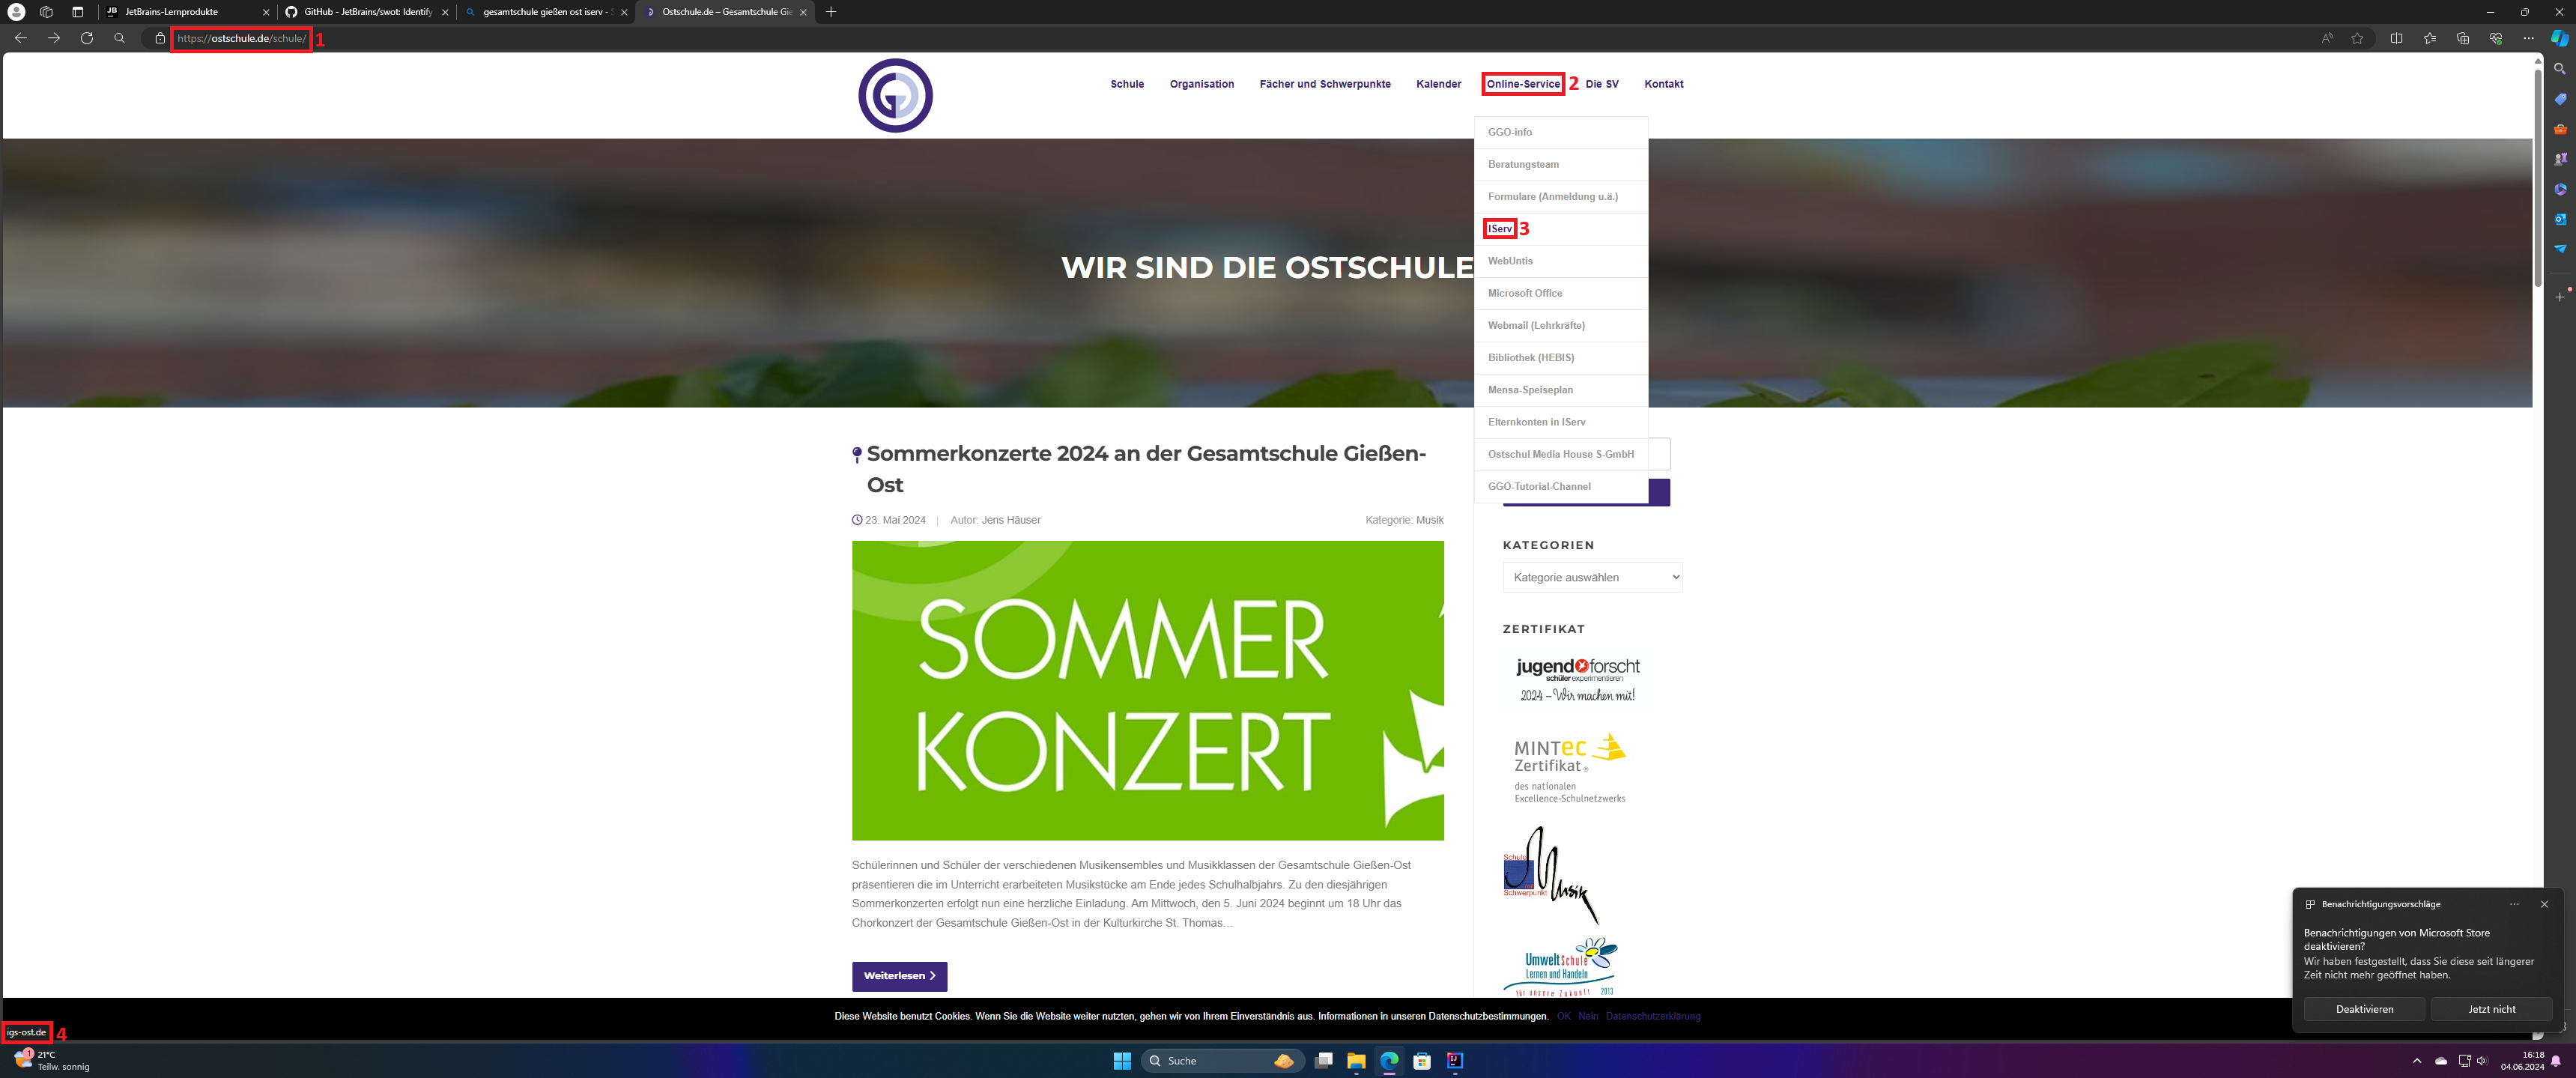 JetBrains-Lernprodukte
GitHub - JetBrains/swot: Identify
gesamtschule gießen ost iserv - S
Ostschule.de – Gesamtschule Gie
https://ostschule.de/schule/ 1
Schule Organisation Fächer und Schwerpunkte Kalender Online-Service 2 Die SV Kontakt
GGO-info
Beratungsteam
Formulare (Anmeldung u.ä.)
IServ 3
WebUntis
Microsoft Office
Webmail (Lehrkräfte)
Bibliothek (HEBIS)
Mensa-Speiseplan
Elternkonten in IServ
Ostschul Media House S-GmbH
GGO-Tutorial-Channel
WIR SIND DIE OSTSCHULE
Sommerkonzerte 2024 an der Gesamtschule Gießen-
Ost
23. Mai 2024 | Autor: Jens Häuser Kategorie: Musik
SOMMER
KONZERT
Schülerinnen und Schüler der verschiedenen Musikensembles und Musikklassen der Gesamtschule Gießen-Ost
präsentieren die im Unterricht erarbeiteten Musikstücke am Ende jedes Schulhalbjahrs. Zu den diesjährigen
Sommerkonzerten erfolgt nun eine herzliche Einladung. Am Mittwoch, den 5. Juni 2024 beginnt um 18 Uhr das
Chorkonzert der Gesamtschule Gießen-Ost in der Kulturkirche St. Thomas…
Weiterlesen
KATEGORIEN
Kategorie auswählen
ZERTIFIKAT
jugend forscht
schüler experimentieren
2024 – Wir machen mit!
MINTec
Zertifikat®
des nationalen
Excellence-Schulnetzwerks
Schule
Musik
Schwerpunkt
UmweltSchule
Lernen und Handeln
für unsere Zukunft 2013
Benachrichtigungsvorschläge
Benachrichtigungen von Microsoft Store
deaktivieren?
Wir haben festgestellt, dass Sie diese seit längerer
Zeit nicht mehr geöffnet haben.
Deaktivieren Jetzt nicht
Diese Website benutzt Cookies. Wenn Sie die Website weiter nutzten, gehen wir von Ihrem Einverständnis aus. Informationen in unseren Datenschutzbestimmungen. OK Nein Datenschutzerklärung
igs-ost.de 4
1
21°C
Teilw. sonnig
Suche
16:18
04.06.2024